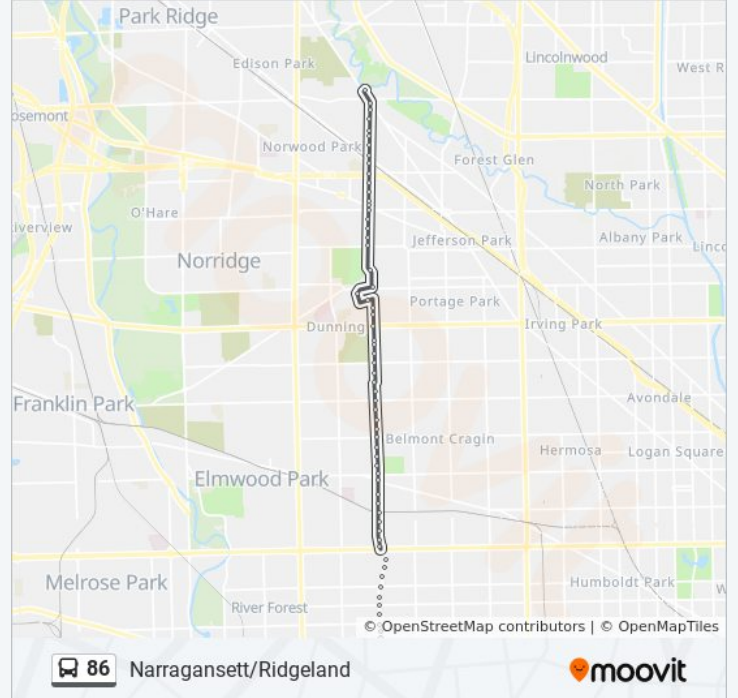 Park Ridge
Edison Park
Lincolnwood
West R
osemont
Norwood Park
Forest Glen
North Park
O'Hare
iverview
Jefferson Park
Albany Park
Linc
Norridge
Portage Park
Dunning
Irving Park
Franklin Park
Avondale
Belmont Cragin
Hermosa
Logan Square
Elmwood Park
Melrose Park
Humboldt Park
W
River Forest
© OpenStreetMap contributors | © OpenMapTiles
86 Narragansett/Ridgeland
moovit